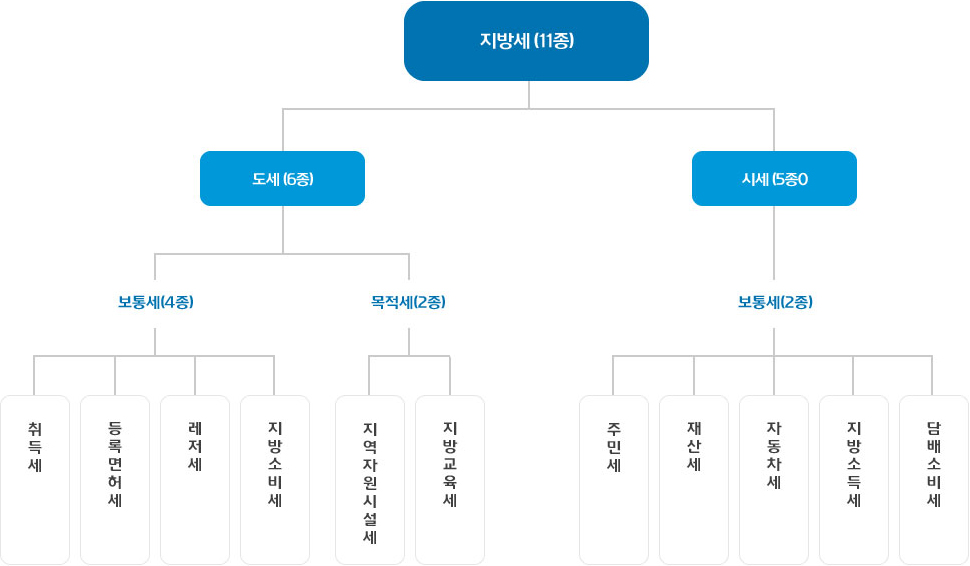 지방세 (11종)
도세 (6종)
시세 (5종0
보통세(4종)
목적세(2종)
보통세(2종)
취득세
등록면허세
레저세
지방소비세
지역자원시설세
지방교육세
주민세
재산세
자동차세
지방소득세
담배소비세